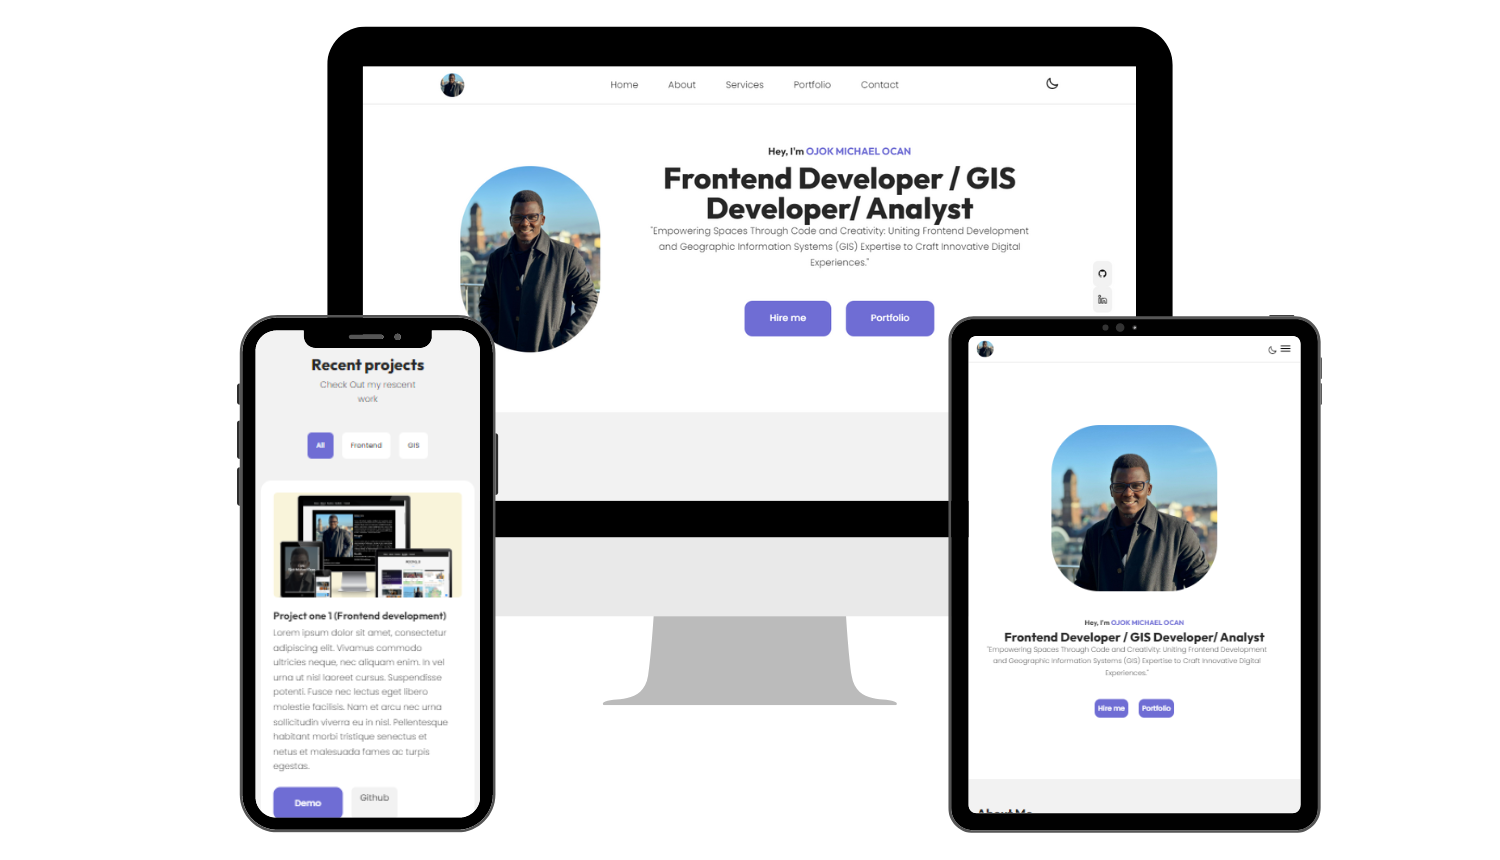 Home About Services Portfolio Contact
Hey, I'm OJOK MICHAEL OCAN
Frontend Developer / GIS
Developer/ Analyst
"Empowering Spaces Through Code and Creativity: Uniting Frontend Development
and Geographic Information Systems (GIS) Expertise to Craft Innovative Digital
Experiences."
Hire me Portfolio
Recent projects
Check Out my rescent
work
All Frontend GIS
Project one 1 (Frontend development)
Lorem ipsum dolor sit amet, consectetur
adipiscing elit. Vivamus commodo
ultricies neque, nec aliquam enim. In vel
urna ut nisl laoreet cursus. Suspendisse
potenti. Fusce nec lectus eget libero
molestie facilisis. Nam et arcu nec urna
sollicitudin viverra eu in nisl. Pellentesque
habitant morbi tristique senectus et
netus et malesuada fames ac turpis
egestas.
Demo Github
Hey, I'm OJOK MICHAEL OCAN
Frontend Developer / GIS Developer/ Analyst
"Empowering Spaces Through Code and Creativity: Uniting Frontend Development
and Geographic Information Systems (GIS) Expertise to Craft Innovative Digital
Experiences."
Hire me Portfolio
About Me